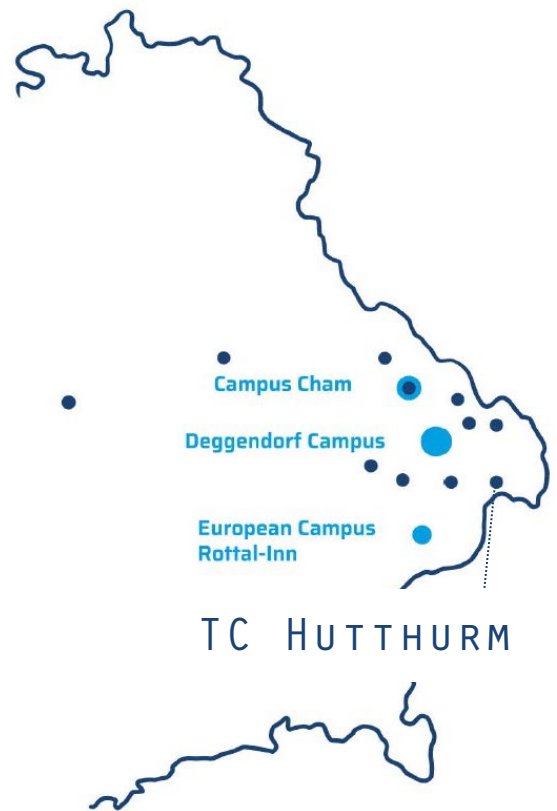 Campus Cham
Deggendorf Campus
European Campus
Rottal-Inn
TC HUTTHURM